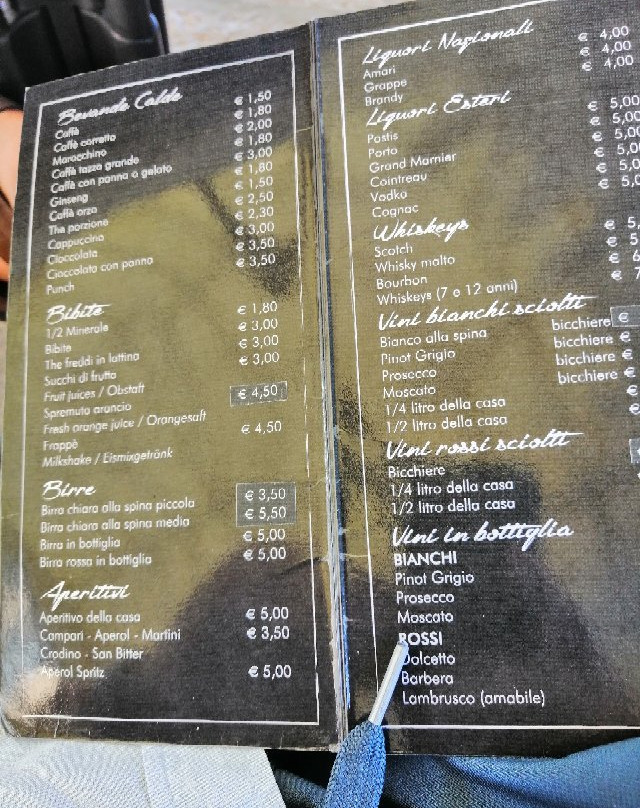 Bevande Calde
Caffè € 1,50
Caffè corretto € 1,80
Marocchino € 2,00
Caffè tazza grande € 1,80
Caffè con panna o gelato € 3,00
Ginseng € 1,80
Caffè orzo € 1,50
The porzione € 2,50
Cappuccino € 2,30
Cioccolata € 3,00
Cioccolata con panna € 3,50
Punch € 3,50
Bibite
1/2 Minerale € 1,80
Bibite € 3,00
The freddi in lattina € 3,00
Succhi di frutta € 3,00
Fruit juices / Obstaft
Spremuta arancio € 4,50
Fresh orange juice / Orangesaft
Frappè € 4,50
Milkshake / Eismixgetränk
Birre
Birra chiara alla spina piccola € 3,50
Birra chiara alla spina media € 5,50
Birra in bottiglia € 5,00
Birra rossa in bottiglia € 5,00
Aperitivi
Aperitivo della casa € 5,00
Campari - Aperol - Martini € 3,50
Crodino - San Bitter
Aperol Spritz € 5,00
Liquori Nazionali
Amari € 4,00
Grappe € 4,00
Brandy € 4,00
Liquori Esteri
Pastis € 5,00
Porto € 5,00
Grand Marnier € 5,00
Cointreau € 5,0
Vodka € 5,0
Cognac € 5,0
Whiskeys
Scotch € 5,
Whisky malto € 5
Bourbon € 6
Whiskeys (7 o 12 anni) € 7
Vini bianchi sciolti
Bianco alla spina bicchiere €
Pinot Grigio bicchiere €
Prosecco bicchiere €
Moscato bicchiere €
1/4 litro della casa €
1/2 litro della casa €
Vini rossi sciolti
Bicchiere €
1/4 litro della casa
1/2 litro della casa
Vini in bottiglia
BIANCHI
Pinot Grigio
Prosecco
Moscato
ROSSI
Dolcetto
Barbera
Lambrusco (amabile)